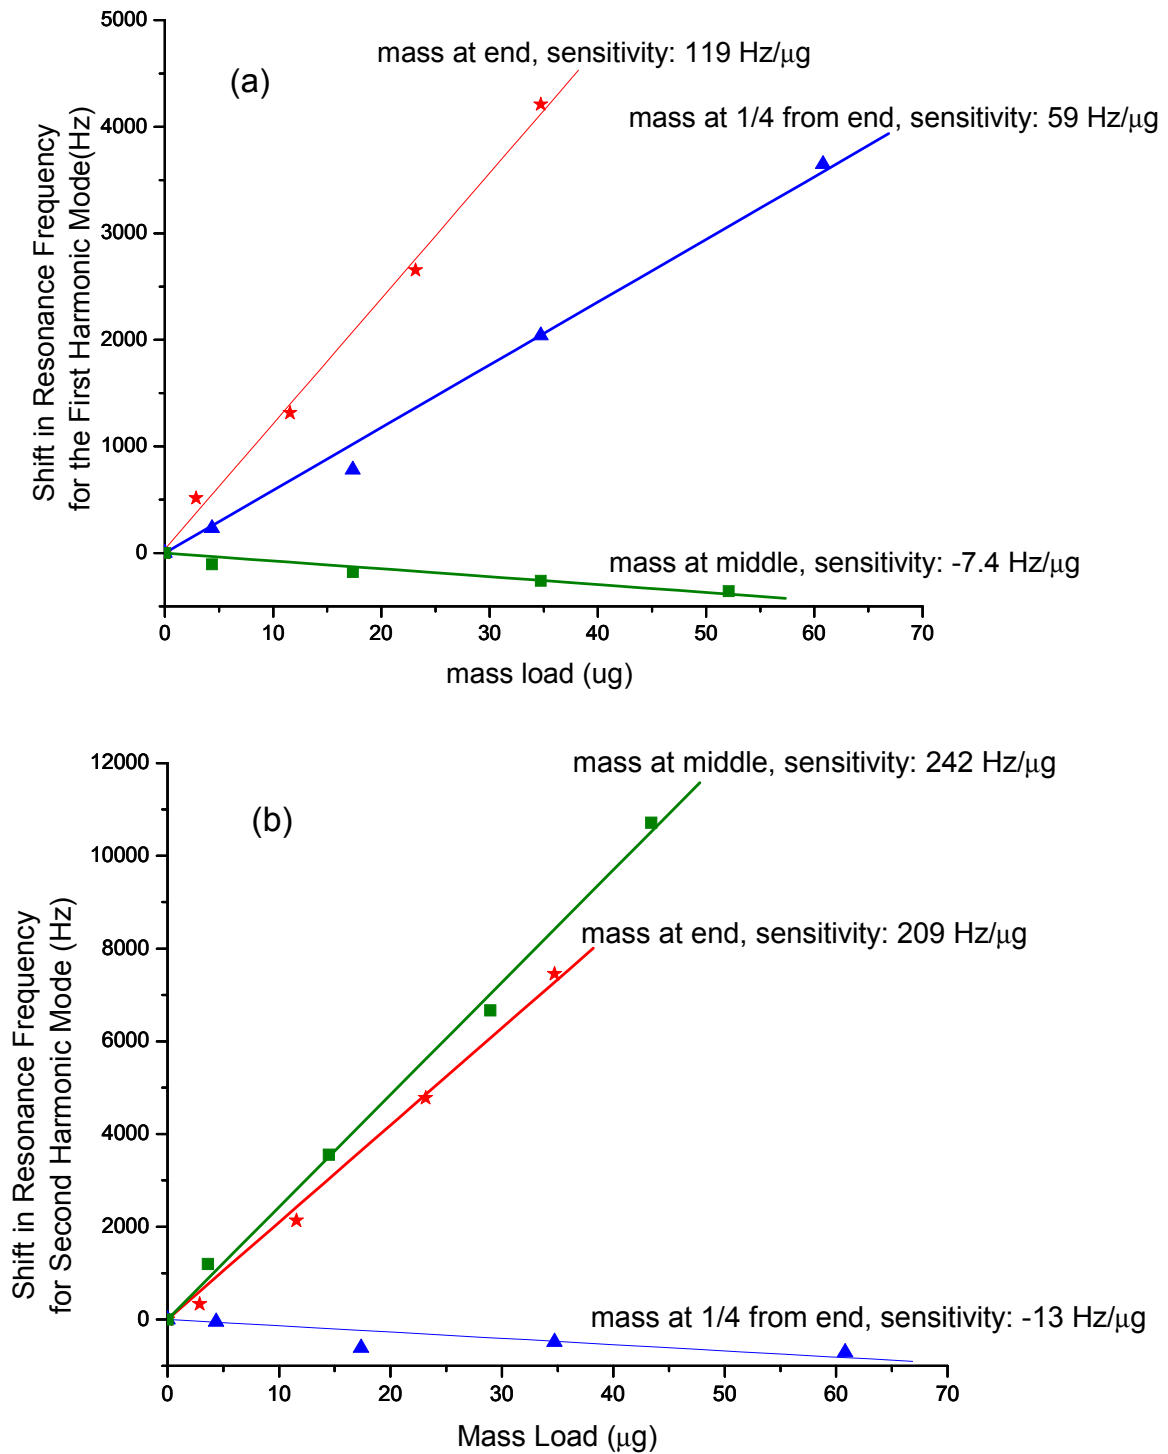 5000
mass at end, sensitivity: 119 Hz/μg
(a)
mass at 1/4 from end, sensitivity: 59 Hz/μg
4000
3000
2000
1000
0
Shift in Resonance Frequency
for the First Harmonic Mode(Hz)
mass at middle, sensitivity: -7.4 Hz/μg
0 10 20 30 40 50 60 70
mass load (ug)
12000
mass at middle, sensitivity: 242 Hz/μg
(b)
10000
mass at end, sensitivity: 209 Hz/μg
8000
6000
4000
2000
0
Shift in Resonance Frequency
for Second Harmonic Mode (Hz)
mass at 1/4 from end, sensitivity: -13 Hz/μg
0 10 20 30 40 50 60 70
Mass Load (μg)